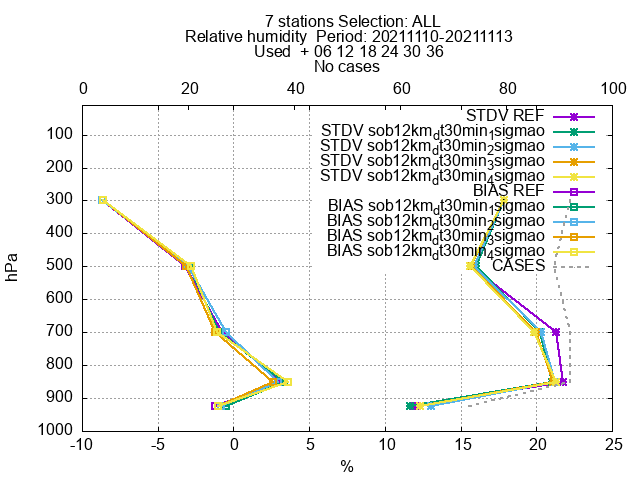 7 stations Selection: ALL
Relative humidity Period: 20211110-20211113
Used + 06 12 18 24 30 36
No cases
0 20 40 60 80 100
STDV REF
STDV sob12km_dt30min_1sigmao
STDV sob12km_dt30min_2sigmao
STDV sob12km_dt30min_3sigmao
STDV sob12km_dt30min_4sigmao
BIAS REF
BIAS sob12km_dt30min_1sigmao
BIAS sob12km_dt30min_2sigmao
BIAS sob12km_dt30min_3sigmao
BIAS sob12km_dt30min_4sigmao
CASES
100
200
300
400
500
600
700
800
900
1000
hPa
-10 -5 0 5 10 15 20 25
%